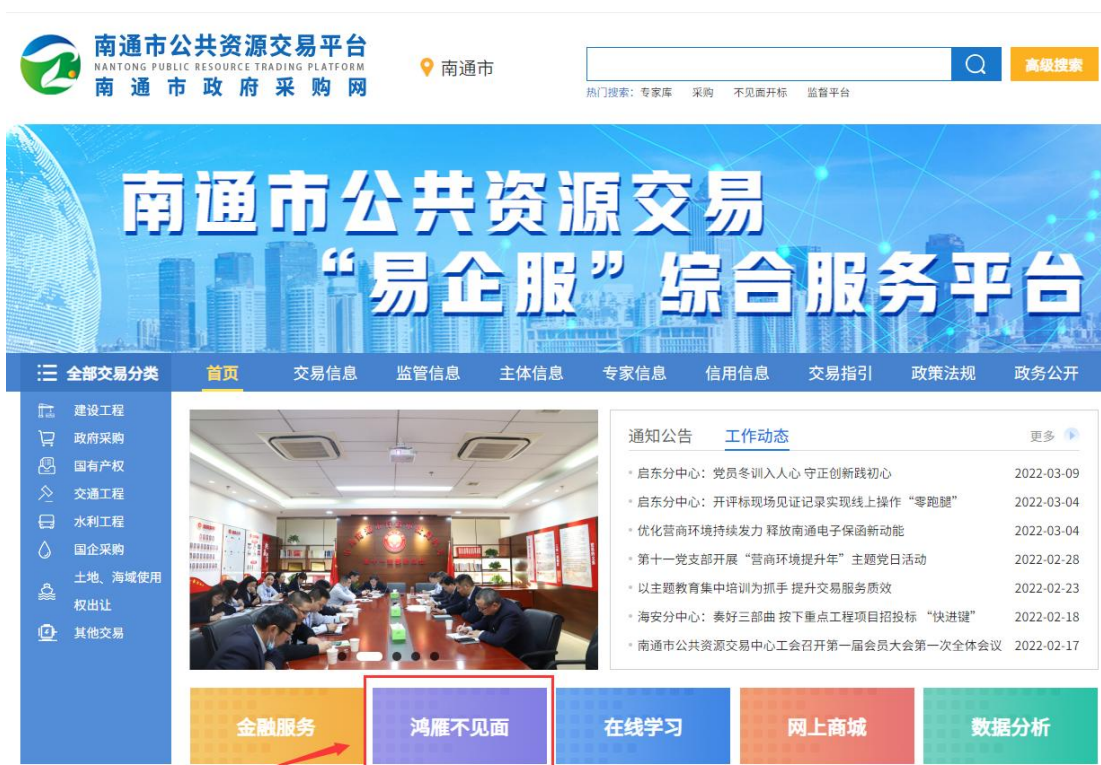 南通市公共资源交易平台
NANTONG PUBLIC RESOURCE TRADING PLATFORM
南通市政府采购网
南通市
高级搜索
热门搜索：专家库 采购 不见面开标 监督平台
南通市公共资源交易
“易企服”综合服务平台
全部交易分类 首页 交易信息 监管信息 主体信息 专家信息 信用信息 交易指引 政策法规 政务公开
建设工程
政府采购
国有产权
交通工程
水利工程
国企采购
土地、海域使用
权出让
其他交易
通知公告 工作动态 更多
启东分中心：党员冬训入人心 守正创新践初心 2022-03-09
启东分中心：开评标现场见证记录实现线上操作“零跑腿” 2022-03-04
优化营商环境持续发力 释放南通电子保函新动能 2022-03-04
第十一党支部开展“营商环境提升年”主题党日活动 2022-02-28
以主题教育集中培训为抓手 提升交易服务质效 2022-02-23
海安分中心：奏好三部曲 按下重点工程项目招投标 “快进键” 2022-02-18
南通市公共资源交易中心工会召开第一届会员大会第一次全体会议 2022-02-17
金融服务 鸿雁不见面 在线学习 网上商城 数据分析